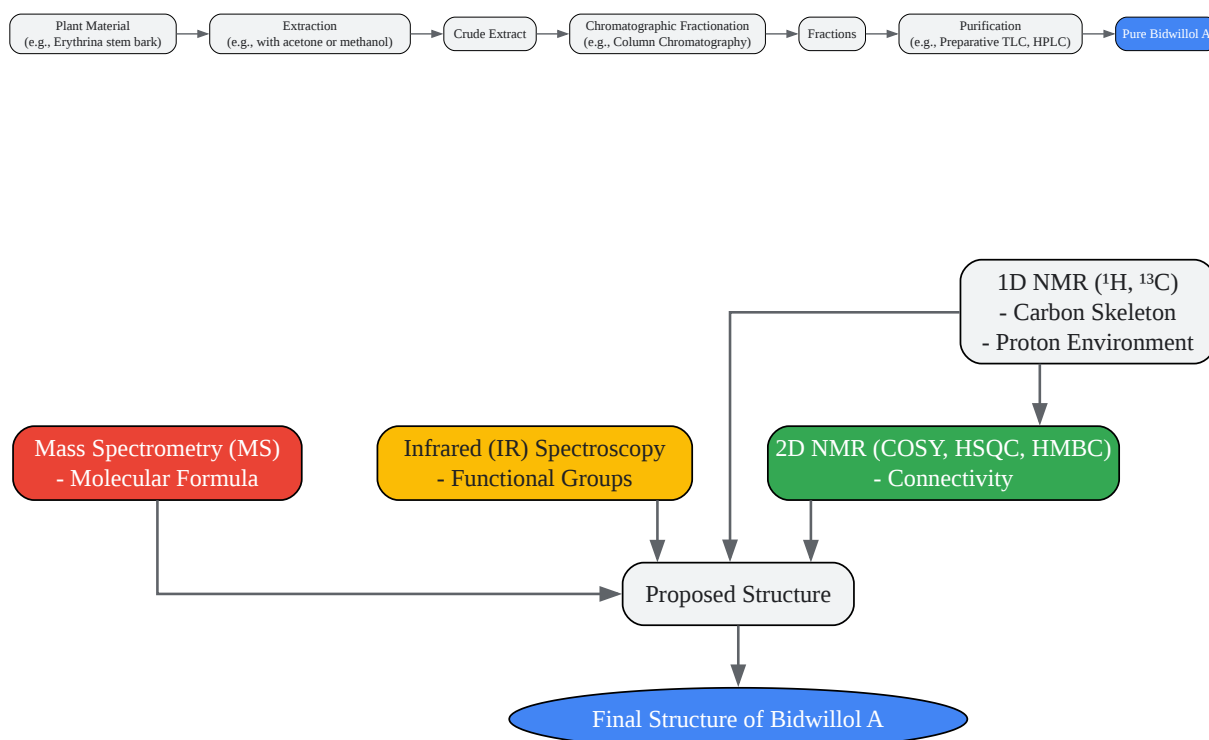 Plant Material
(e.g., Erythrina stem bark)
Extraction
(e.g., with acetone or methanol)
Crude Extract
Chromatographic Fractionation
(e.g., Column Chromatography)
Fractions
Purification
(e.g., Preparative TLC, HPLC)
Pure Bidwillol A
1D NMR (¹H, ¹³C)
- Carbon Skeleton
- Proton Environment
Mass Spectrometry (MS)
- Molecular Formula
Infrared (IR) Spectroscopy
- Functional Groups
2D NMR (COSY, HSQC, HMBC)
- Connectivity
Proposed Structure
Final Structure of Bidwillol A